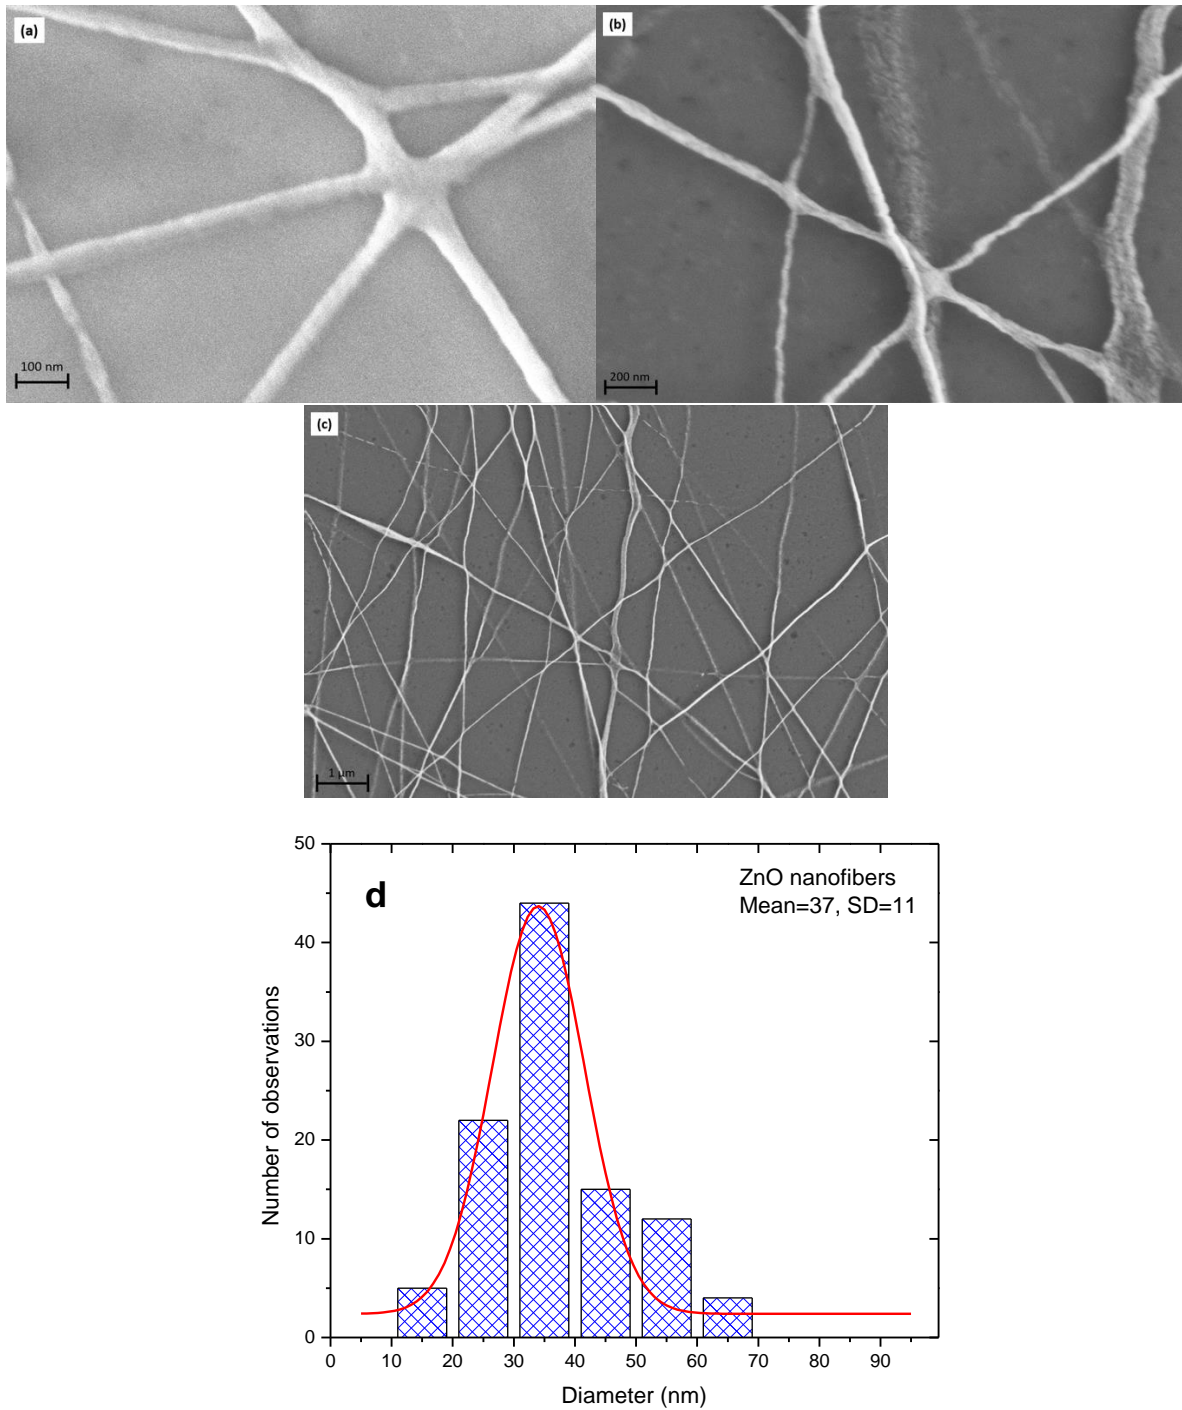 (a)
100 nm
(b)
200 nm
(c)
1 µm
d
ZnO nanofibers
Mean=37, SD=11
50
40
30
20
10
0
Number of observations
0 10 20 30 40 50 60 70 80 90
Diameter (nm)